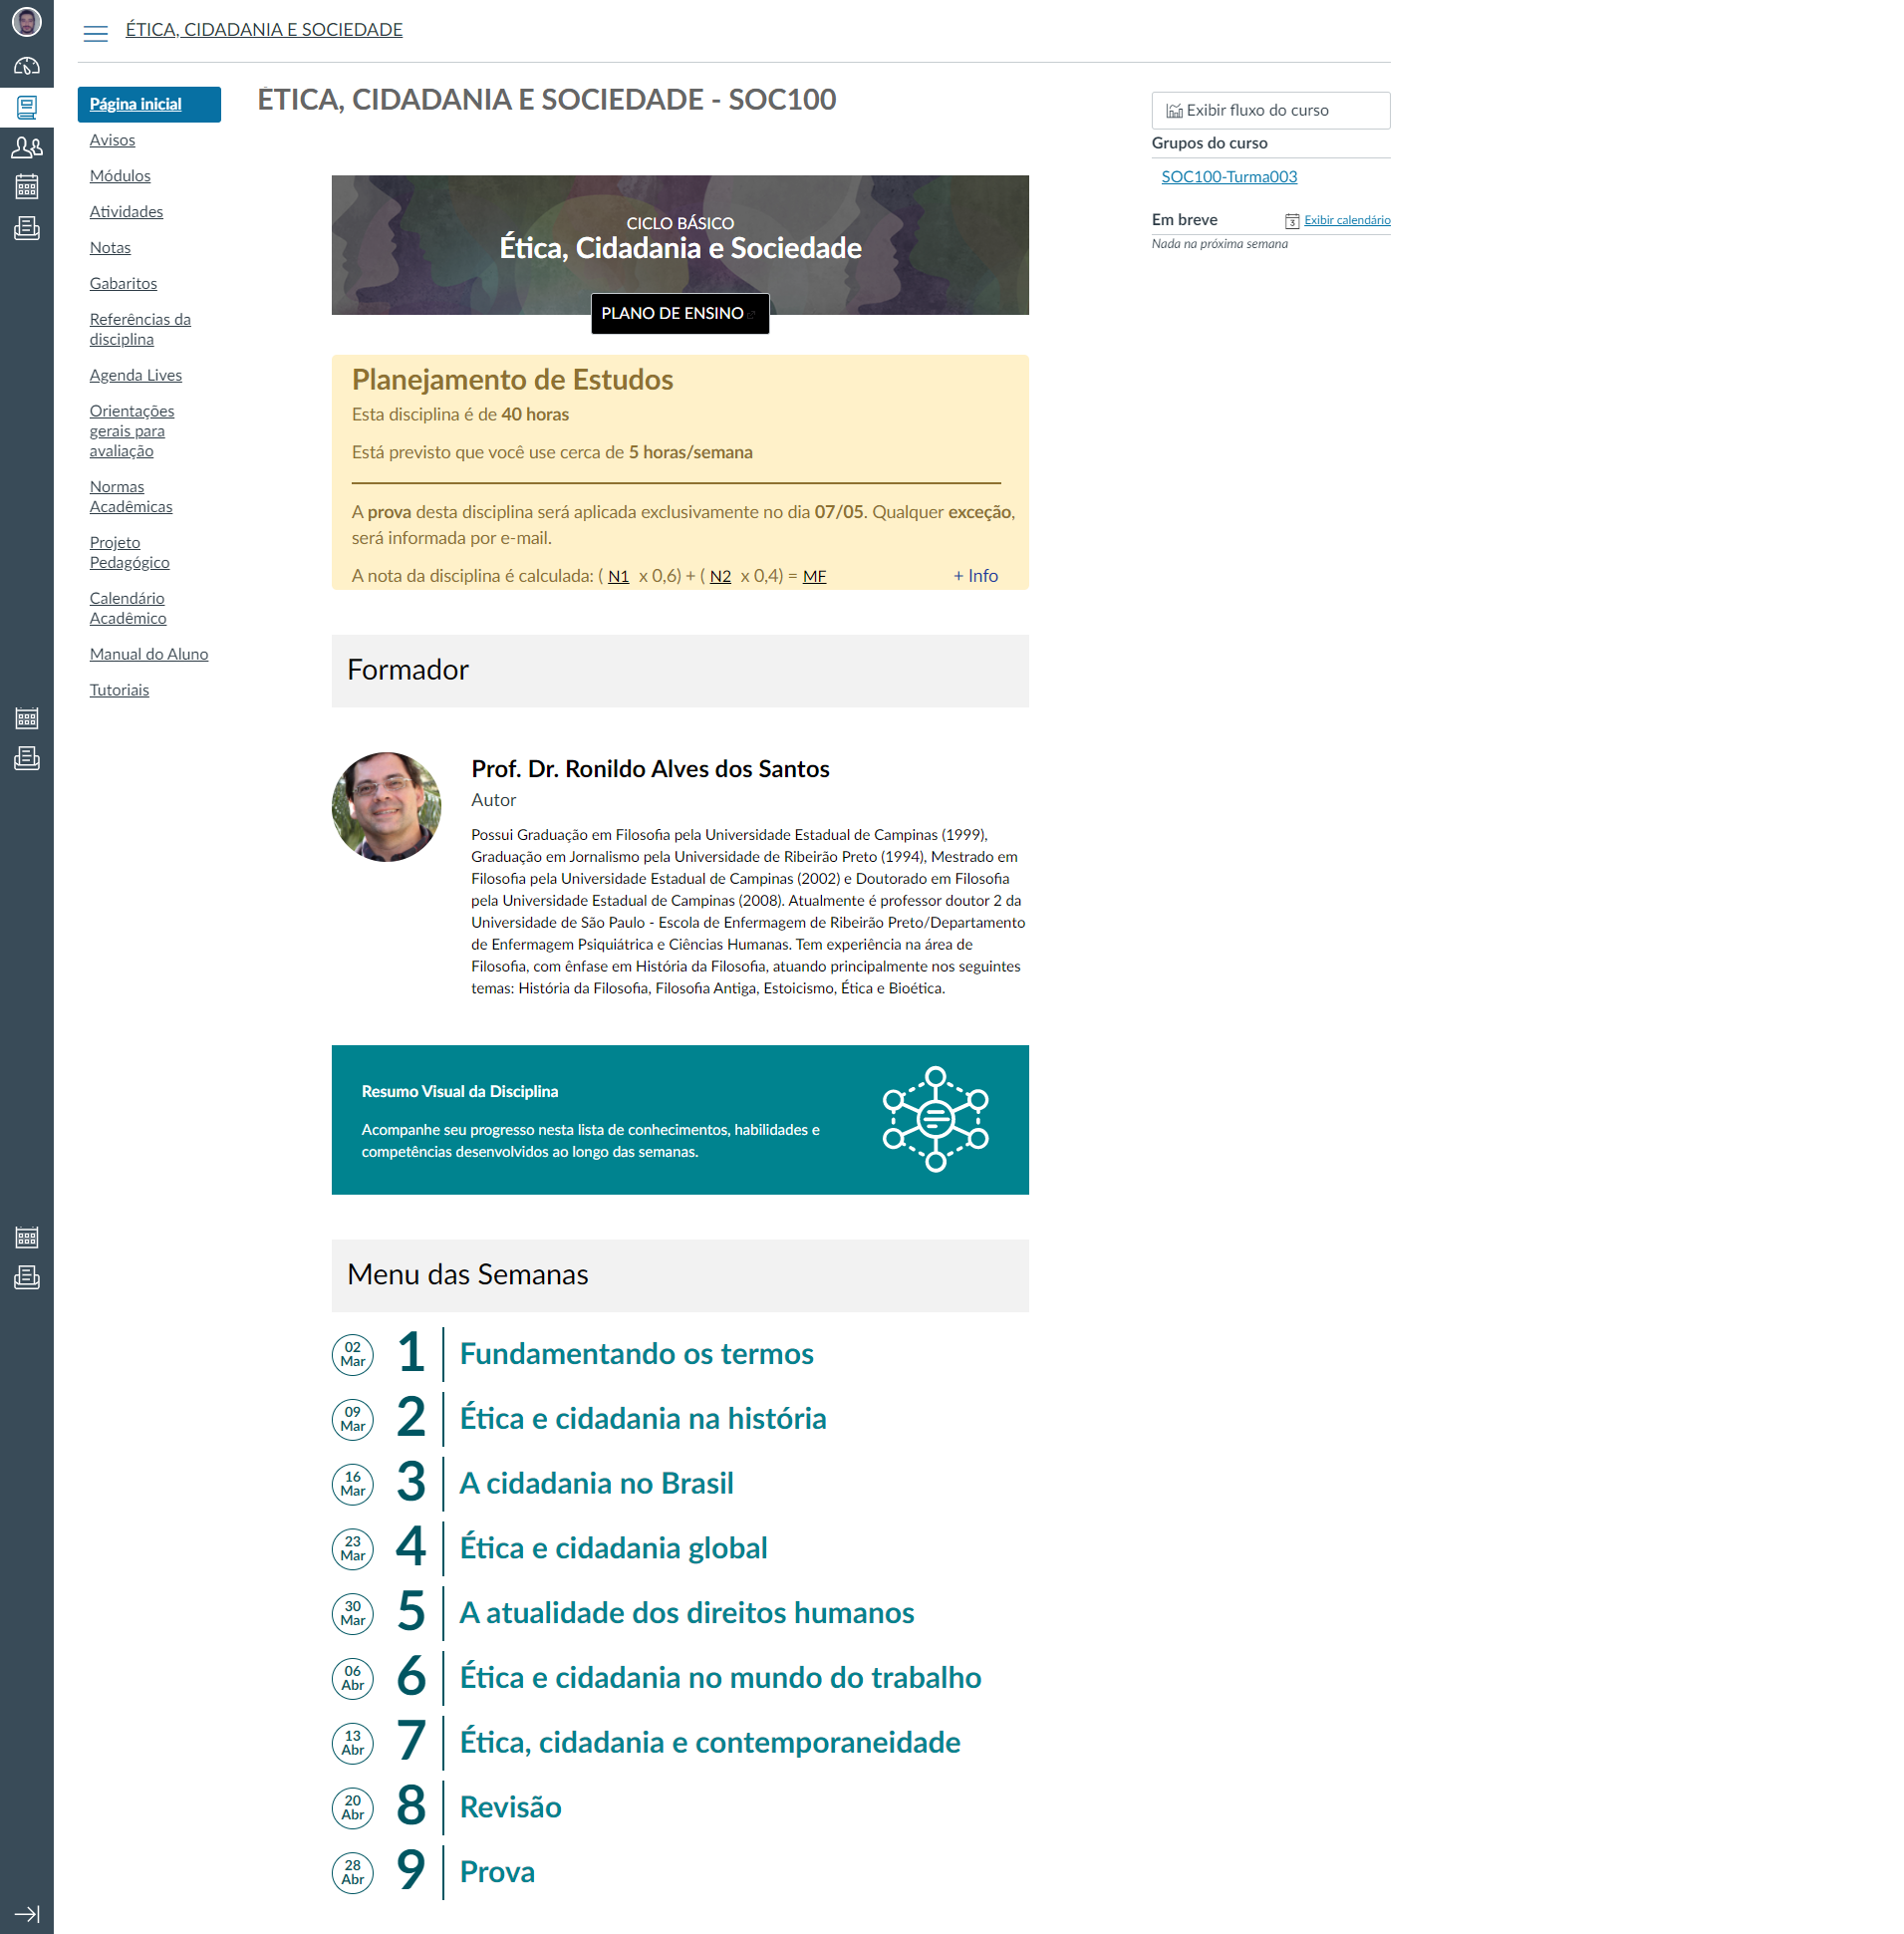 ÉTICA, CIDADANIA E SOCIEDADE
Página inicial
Avisos
Módulos
Atividades
Notas
Gabaritos
Referências da
disciplina
Agenda Lives
Orientações
gerais para
avaliação
Normas
Acadêmicas
Projeto
Pedagógico
Calendário
Acadêmico
Manual do Aluno
Tutoriais
ÉTICA, CIDADANIA E SOCIEDADE - SOC100
CICLO BÁSICO
Ética, Cidadania e Sociedade
PLANO DE ENSINO
Planejamento de Estudos
Esta disciplina é de 40 horas
Está previsto que você use cerca de 5 horas/semana
A prova desta disciplina será aplicada exclusivamente no dia 07/05. Qualquer exceção,
será informada por e-mail.
A nota da disciplina é calculada: ( N1 x 0,6) + ( N2 x 0,4) = MF + Info
Formador
Prof. Dr. Ronildo Alves dos Santos
Autor
Possui Graduação em Filosofia pela Universidade Estadual de Campinas (1999),
Graduação em Jornalismo pela Universidade de Ribeirão Preto (1994), Mestrado em
Filosofia pela Universidade Estadual de Campinas (2002) e Doutorado em Filosofia
pela Universidade Estadual de Campinas (2008). Atualmente é professor doutor 2 da
Universidade de São Paulo - Escola de Enfermagem de Ribeirão Preto/Departamento
de Enfermagem Psiquiátrica e Ciências Humanas. Tem experiência na área de
Filosofia, com ênfase em História da Filosofia, atuando principalmente nos seguintes
temas: História da Filosofia, Filosofia Antiga, Estoicismo, Ética e Bioética.
Resumo Visual da Disciplina
Acompanhe seu progresso nesta lista de conhecimentos, habilidades e
competências desenvolvidos ao longo das semanas.
Menu das Semanas
02 Mar 1 Fundamentando os termos
09 Mar 2 Ética e cidadania na história
16 Mar 3 A cidadania no Brasil
23 Mar 4 Ética e cidadania global
30 Mar 5 A atualidade dos direitos humanos
06 Abr 6 Ética e cidadania no mundo do trabalho
13 Abr 7 Ética, cidadania e contemporaneidade
20 Abr 8 Revisão
28 Abr 9 Prova
Exibir fluxo do curso
Grupos do curso
SOC100-Turma003
Em breve 3 Exibir calendário
Nada na próxima semana